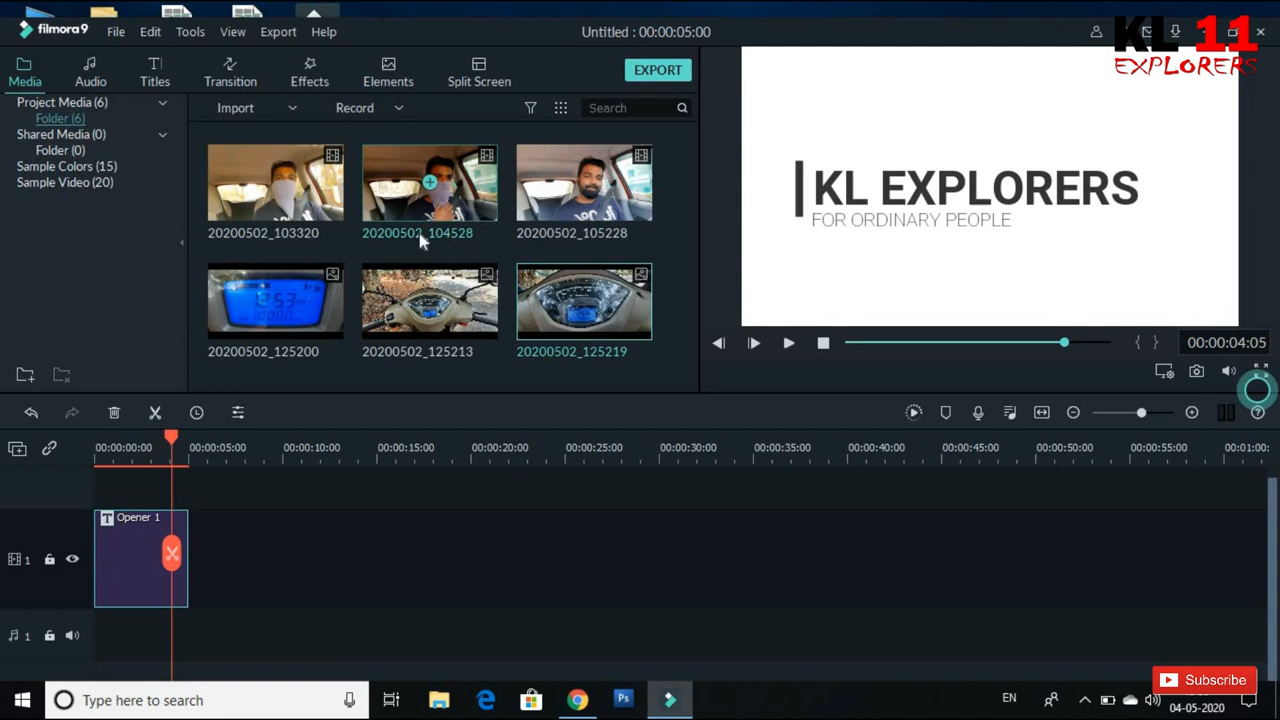 filmora9 File Edit Tools View Export Help Untitled : 00:00:05:00
KL 11
EXPLORERS
Media Audio Titles Transition Effects Elements Split Screen EXPORT
Project Media (6) Import Record Search
Folder (6)
Shared Media (0)
Folder (0)
Sample Colors (15)
Sample Video (20)
KL EXPLORERS
FOR ORDINARY PEOPLE
20200502_103320 20200502_104528 20200502_105228
20200502_125200 20200502_125213 20200502_125219
00:00:04:05
00:00:00:00 00:00:05:00 00:00:10:00 00:00:15:00 00:00:20:00 00:00:25:00 00:00:30:00 00:00:35:00 00:00:40:00 00:00:45:00 00:00:50:00 00:00:55:00 00:01:00:
T Opener 1
1
1
Subscribe
Type here to search Ps EN
04-05-2020